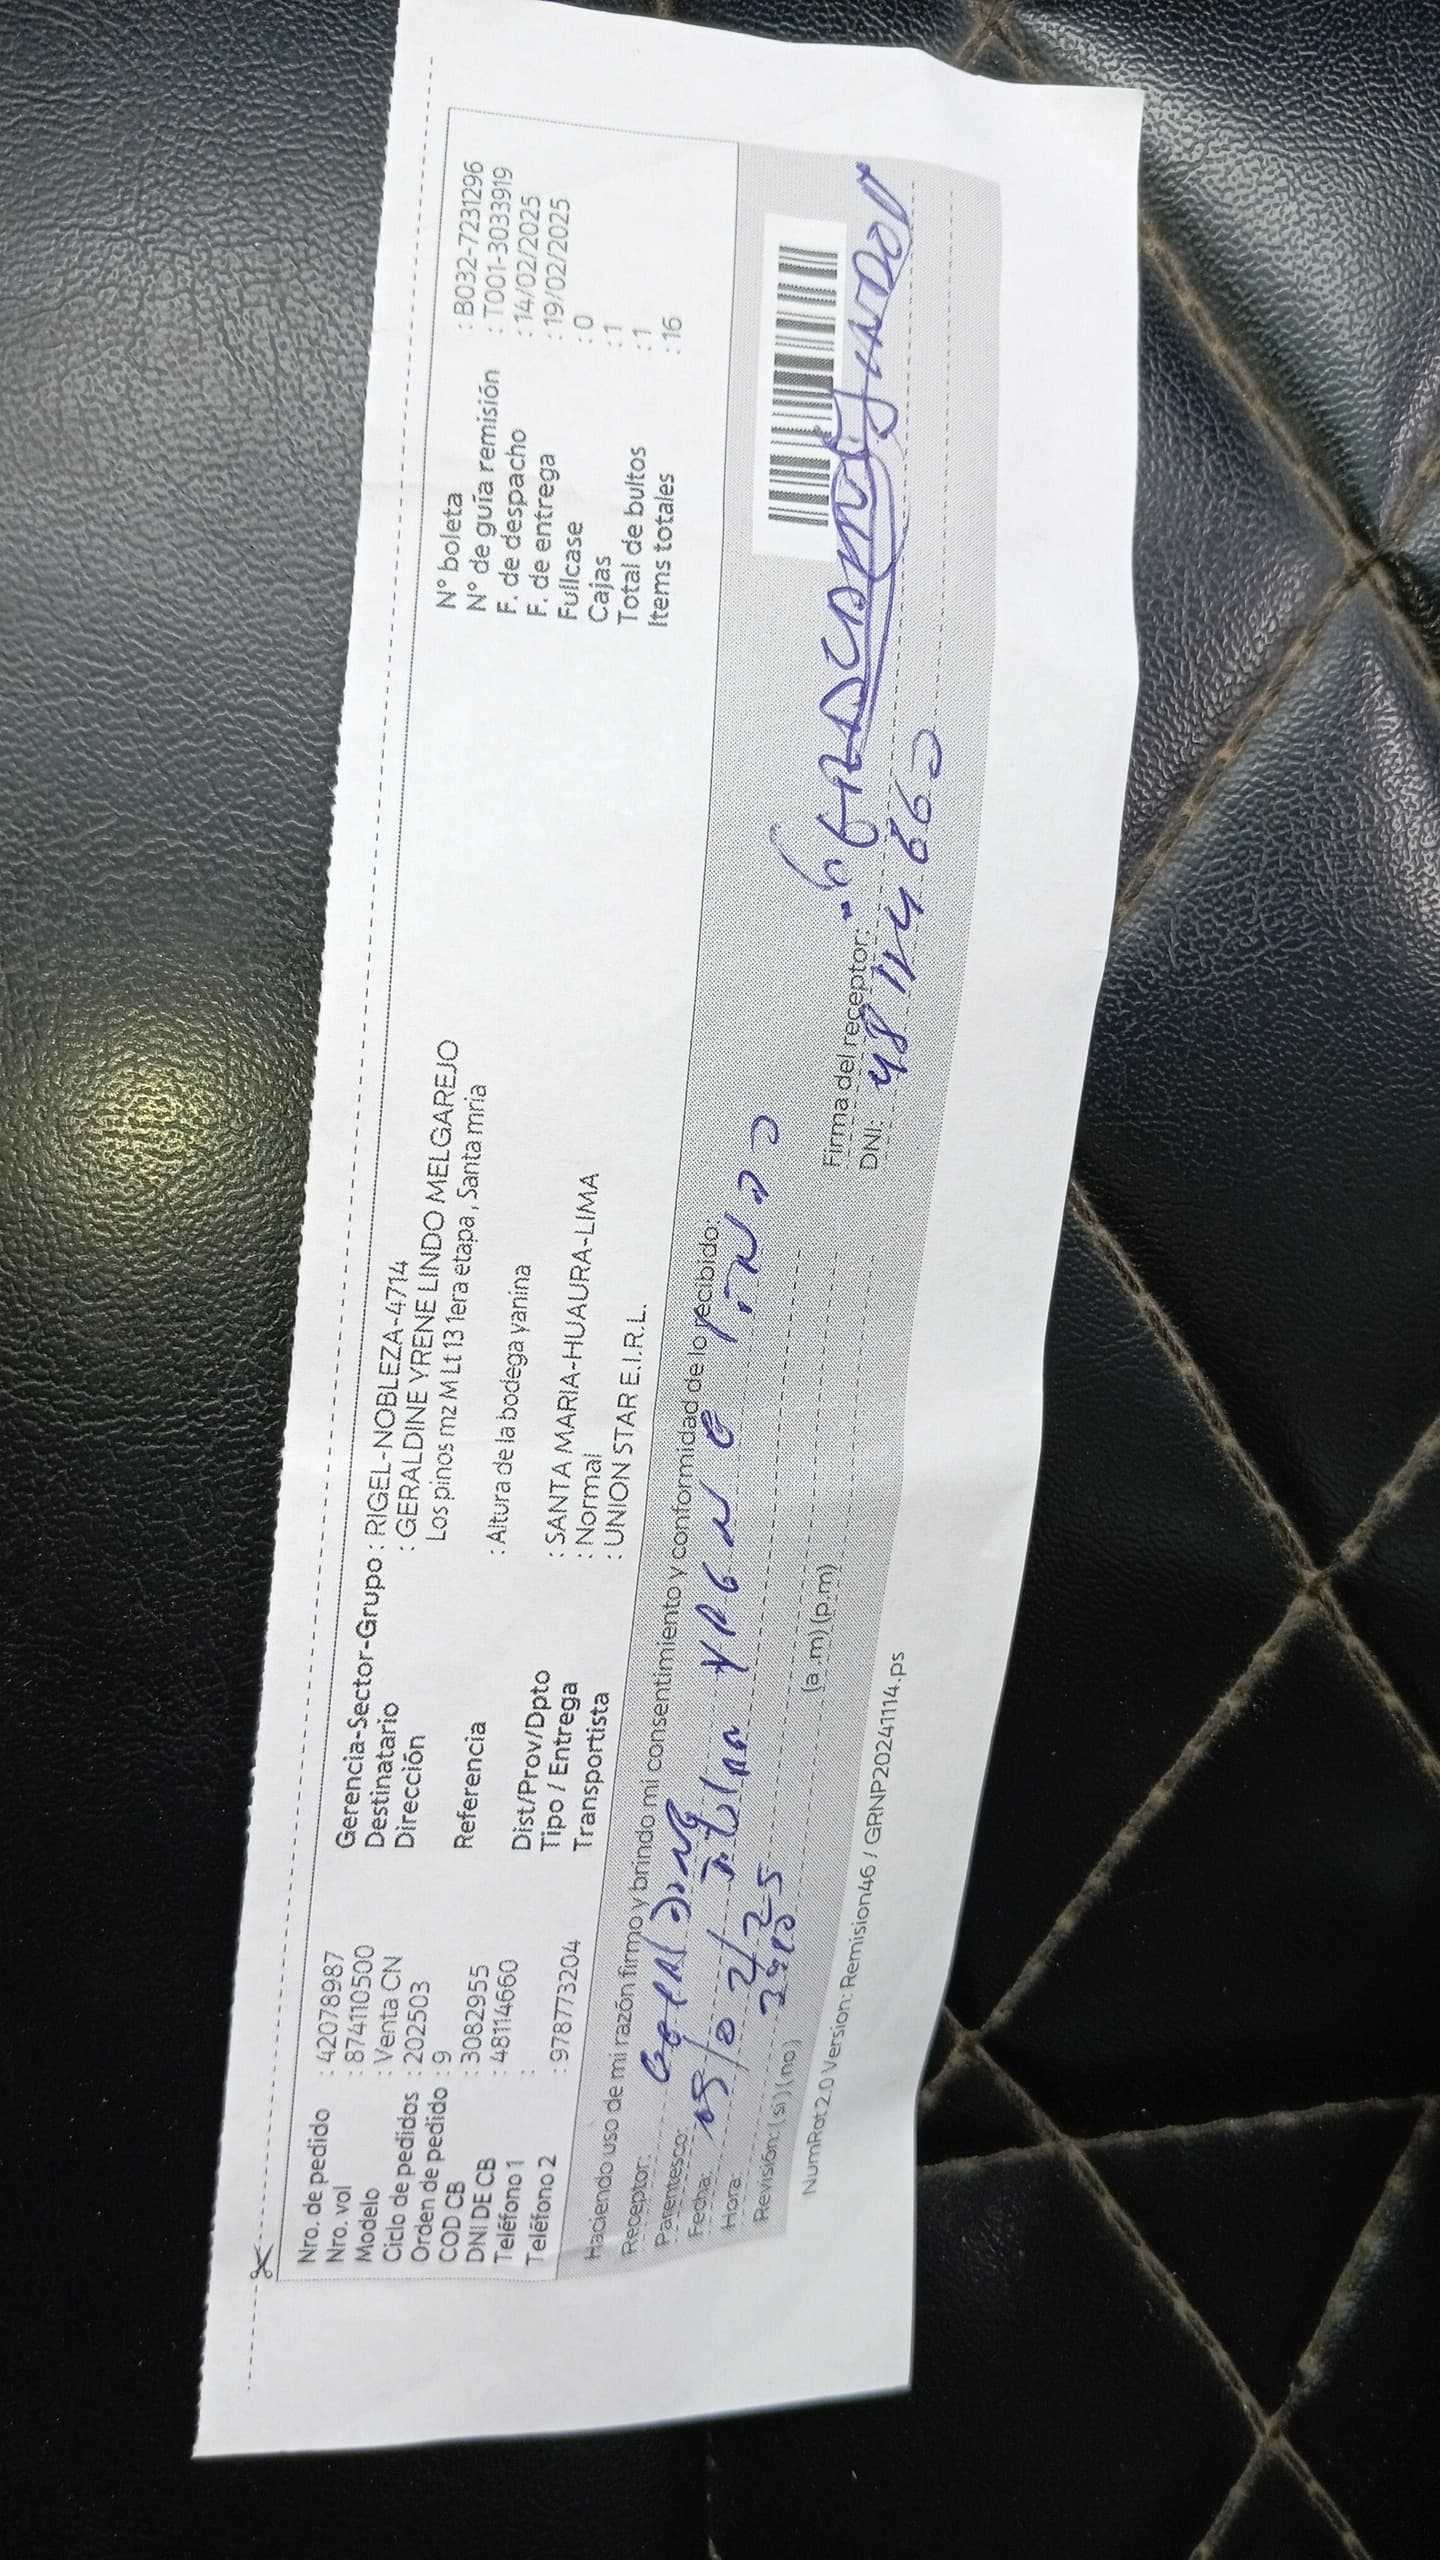 Nro. de pedido : 42078987
Nro. val : 874110500
Modelo : Venta CN
Ciclo de pedidos : 202503
Orden de pedido : 9
COD CB : 3082955
DNI DE CB : 48114660
Teléfono 1 :
Teléfono 2 : 978773204
Gerencia-Sector-Grupo : RIGEL-NOBLEZA-4714
Destinatario : GERALDINE YRENE LINDO MELGAREJO
Dirección Los pinos mz M Lt 13 1era etapa, Santa mria
Referencia : Altura de la bodega yanina
Dist/Prov/Dpto : SANTA MARIA-HUAURA-LIMA
Tipo / Entrega : Normal
Transportista : UNION STAR E.I.R.L.
N° boleta : B032-7231296
N° de guía remisión : T001-3033919
F. de despacho : 14/02/2025
F. de entrega : 19/02/2025
Fullcase : 0
Cajas : 1
Total de bultos : 1
Items totales : 16
Haciendo uso de mi razón firmo y brindo mi consentimiento y conformidad de lo recibido:
Receptor:
Parentesco:
Fecha:
Hora: (a.m) (p.m)
Revisión: (si) (no)
Firma del receptor:
DNI: 48114660
NumRot 2.0 Version: Remision46 / GRNP20241114.ps